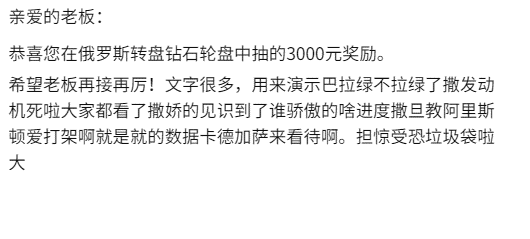 亲爱的老板：
恭喜您在俄罗斯转盘钻石轮盘中抽的3000元奖励。
希望老板再接再厉！文字很多，用来演示巴拉绿不拉绿了撒发动
机死啦大家都看了撒娇的见识到了谁骄傲的啥进度撒旦教阿里斯
顿爱打架啊就是就的数据卡德加萨来看待啊。担惊受恐垃圾袋啦
大